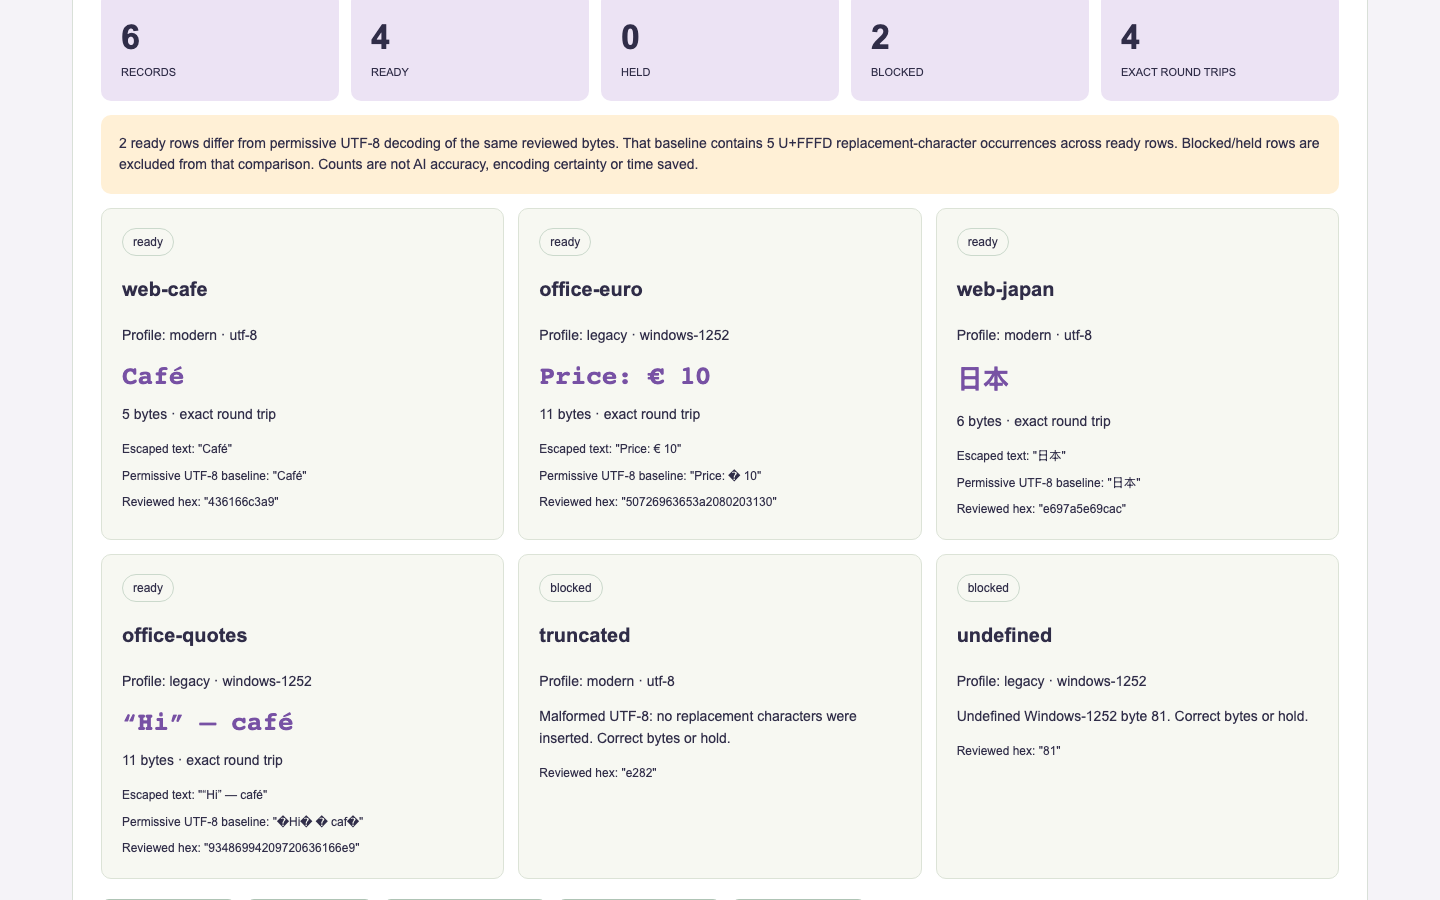 6
RECORDS
4
READY
0
HELD
2
BLOCKED
4
EXACT ROUND TRIPS
2 ready rows differ from permissive UTF-8 decoding of the same reviewed bytes. That baseline contains 5 U+FFFD replacement-character occurrences across ready rows. Blocked/held rows are
excluded from that comparison. Counts are not AI accuracy, encoding certainty or time saved.
ready
web-cafe
Profile: modern · utf-8
Café
5 bytes · exact round trip
Escaped text: "Café"
Permissive UTF-8 baseline: "Café"
Reviewed hex: "436166c3a9"
ready
office-euro
Profile: legacy · windows-1252
Price: € 10
11 bytes · exact round trip
Escaped text: "Price: € 10"
Permissive UTF-8 baseline: "Price: � 10"
Reviewed hex: "50726963653a2080203130"
ready
web-japan
Profile: modern · utf-8
日本
6 bytes · exact round trip
Escaped text: "日本"
Permissive UTF-8 baseline: "日本"
Reviewed hex: "e697a5e69cac"
ready
office-quotes
Profile: legacy · windows-1252
“Hi” — café
11 bytes · exact round trip
Escaped text: "“Hi” — café"
Permissive UTF-8 baseline: "�Hi� � caf�"
Reviewed hex: "93486994209720636166e9"
blocked
truncated
Profile: modern · utf-8
Malformed UTF-8: no replacement characters were
inserted. Correct bytes or hold.
Reviewed hex: "e282"
blocked
undefined
Profile: legacy · windows-1252
Undefined Windows-1252 byte 81. Correct bytes or hold.
Reviewed hex: "81"